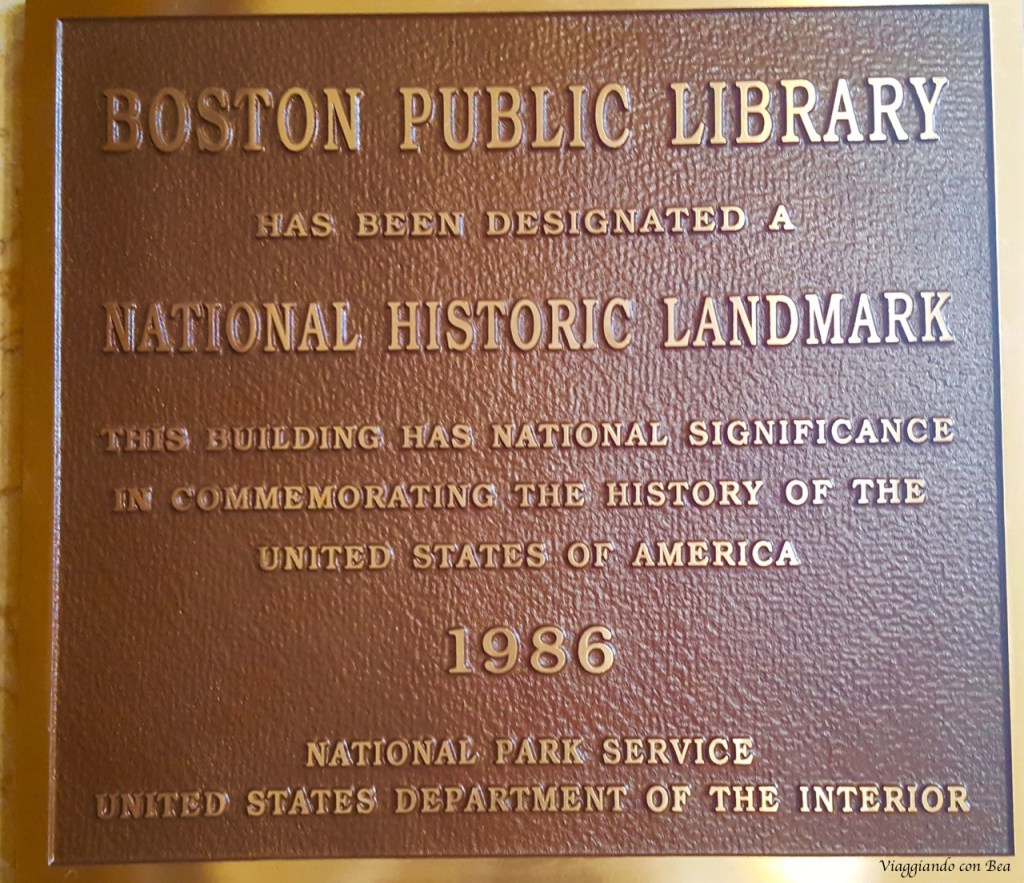 BOSTON PUBLIC LIBRARY
HAS BEEN DESIGNATED A
NATIONAL HISTORIC LANDMARK
THIS BUILDING HAS NATIONAL SIGNIFICANCE
IN COMMEMORATING THE HISTORY OF THE
UNITED STATES OF AMERICA
1986
NATIONAL PARK SERVICE
UNITED STATES DEPARTMENT OF THE INTERIOR
Viaggiando con Bea